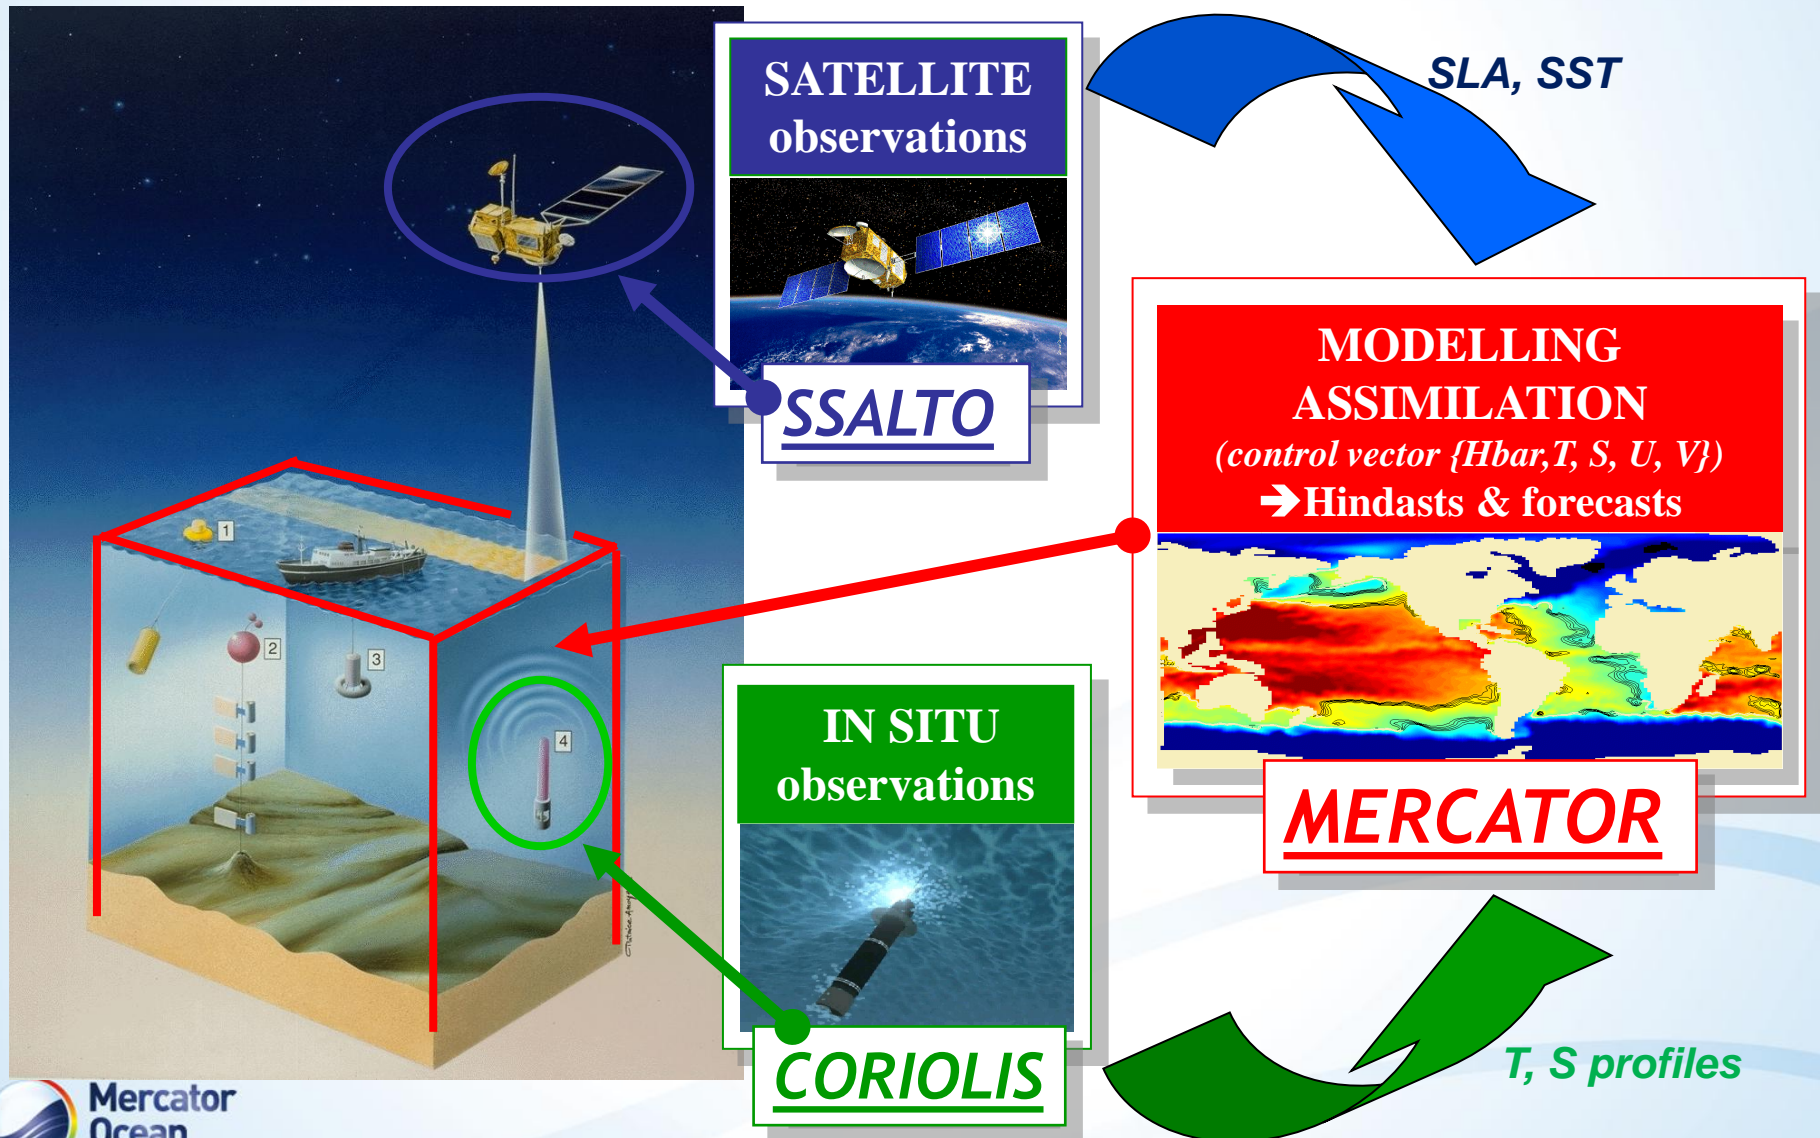 SATELLITE
observations
SSALTO
SLA, SST
MODELLING
ASSIMILATION
(control vector {Hbar,T, S, U, V})
➔Hindasts & forecasts
MERCATOR
1
2
3
4
IN SITU
observations
CORIOLIS
T, S profiles
Mercator
Ocean